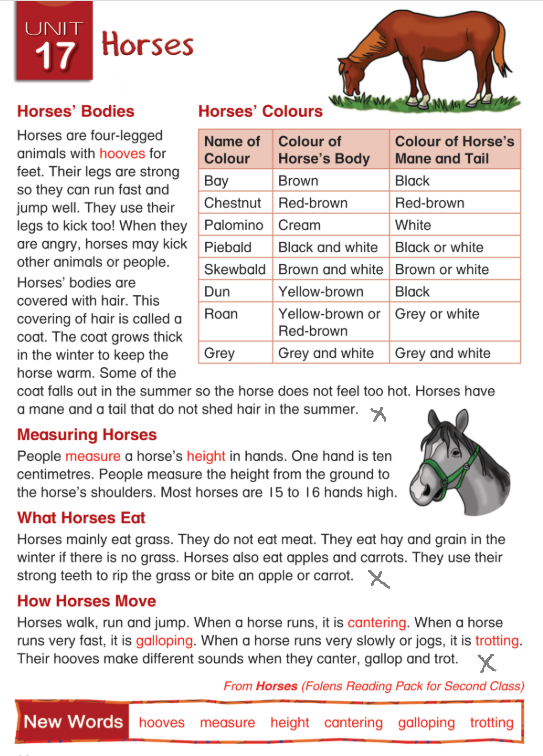 UNIT
17
Horses
Horses' Bodies
Horses are four-legged
animals with hooves for
feet. Their legs are strong
so they can run fast and
jump well. They use their
legs to kick too! When they
are angry, horses may kick
other animals or people.
Horses' bodies are
covered with hair. This
covering of hair is called a
coat. The coat grows thick
in the winter to keep the
horse warm. Some of the
coat falls out in the summer so the horse does not feel too hot. Horses have
a mane and a tail that do not shed hair in the summer.
Horses' Colours
Name of Colour | Colour of Horse's Body | Colour of Horse's Mane and Tail
Bay | Brown | Black
Chestnut | Red-brown | Red-brown
Palomino | Cream | White
Piebald | Black and white | Black or white
Skewbald | Brown and white | Brown or white
Dun | Yellow-brown | Black
Roan | Yellow-brown or Red-brown | Grey or white
Grey | Grey and white | Grey and white
Measuring Horses
People measure a horse's height in hands. One hand is ten
centimetres. People measure the height from the ground to
the horse's shoulders. Most horses are 15 to 16 hands high.
What Horses Eat
Horses mainly eat grass. They do not eat meat. They eat hay and grain in the
winter if there is no grass. Horses also eat apples and carrots. They use their
strong teeth to rip the grass or bite an apple or carrot.
How Horses Move
Horses walk, run and jump. When a horse runs, it is cantering. When a horse
runs very fast, it is galloping. When a horse runs very slowly or jogs, it is trotting.
Their hooves make different sounds when they canter, gallop and trot.
From Horses (Folens Reading Pack for Second Class)
New Words hooves measure height cantering galloping trotting